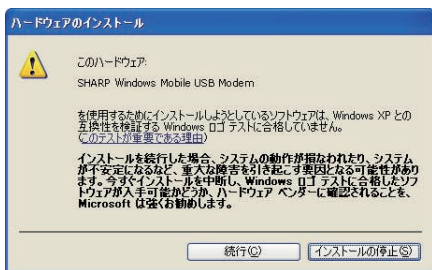 ハードウェアのインストール
このハードウェア:
SHARP Windows Mobile USB Modem
を使用するためにインストールしようとしているソフトウェアは、Windows XP との
互換性を検証する Windows ロゴ テストに合格していません。
(このテストが重要である理由)
インストールを続行した場合、システムの動作が損なわれたり、システム
が不安定になるなど、重大な障害を引き起こす要因となる可能性があり
ます。今すぐインストールを中断し、Windows ロゴ テストに合格したソフ
トウェアが入手可能かどうか、ハードウェア ベンダーに確認されることを、
Microsoft は強くお勧めします。
続行(C)
インストールの停止(S)